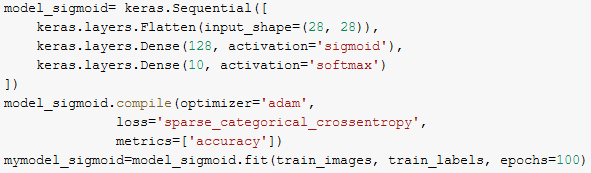 model_sigmoid= keras.Sequential([
    keras.layers.Flatten(input_shape=(28, 28)),
    keras.layers.Dense(128, activation='sigmoid'),
    keras.layers.Dense(10, activation='softmax')
])
model_sigmoid.compile(optimizer='adam',
              loss='sparse_categorical_crossentropy',
              metrics=['accuracy'])
mymodel_sigmoid=model_sigmoid.fit(train_images, train_labels, epochs=100)